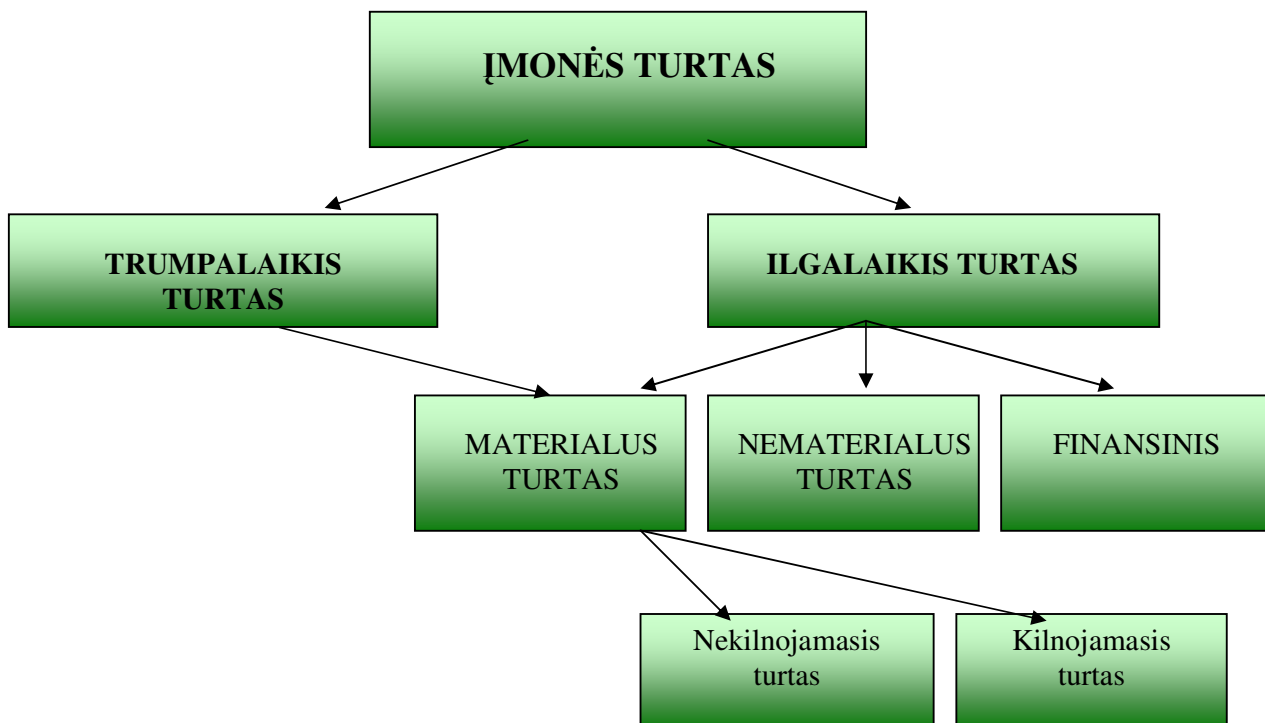 ĮMONĖS TURTAS
TRUMPALAIKIS
TURTAS
ILGALAIKIS TURTAS
MATERIALUS
TURTAS
NEMATERIALUS
TURTAS
FINANSINIS
Nekilnojamasis
turtas
Kilnojamasis
turtas